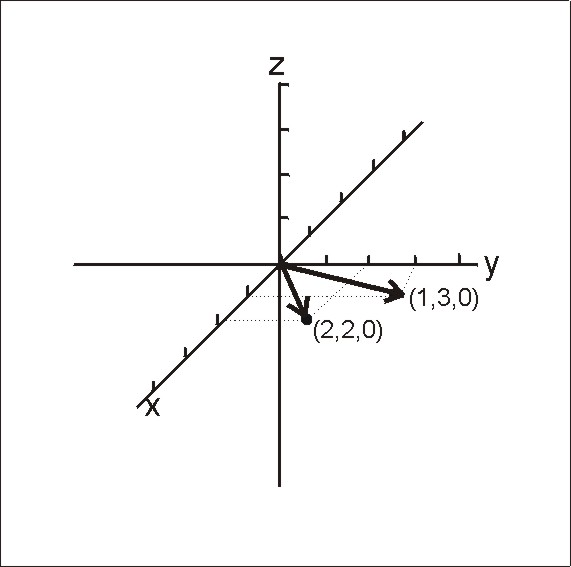 z
y
(1,3,0)
(2,2,0)
x